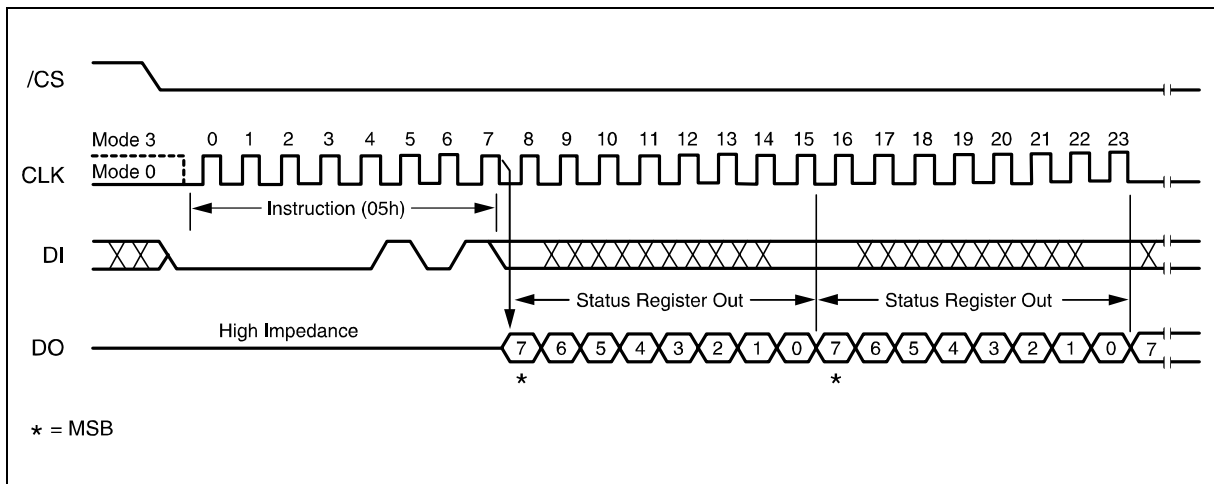 /CS
Mode 3
0 1 2 3 4 5 6 7 8 9 10 11 12 13 14 15 16 17 18 19 20 21 22 23
CLK
Mode 0
Instruction (05h)
DI
Status Register Out Status Register Out
High Impedance
DO
7 6 5 4 3 2 1 0 7 6 5 4 3 2 1 0 7
* *
* = MSB